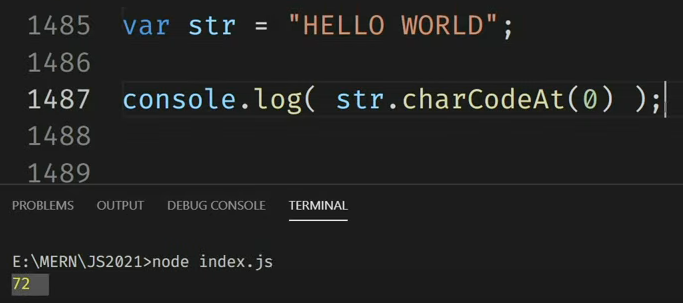 1485 var str = "HELLO WORLD";
1486
1487 console.log( str.charCodeAt(0) );
1488
1489
PROBLEMS OUTPUT DEBUG CONSOLE TERMINAL
E:\MERN\JS2021>node index.js
72